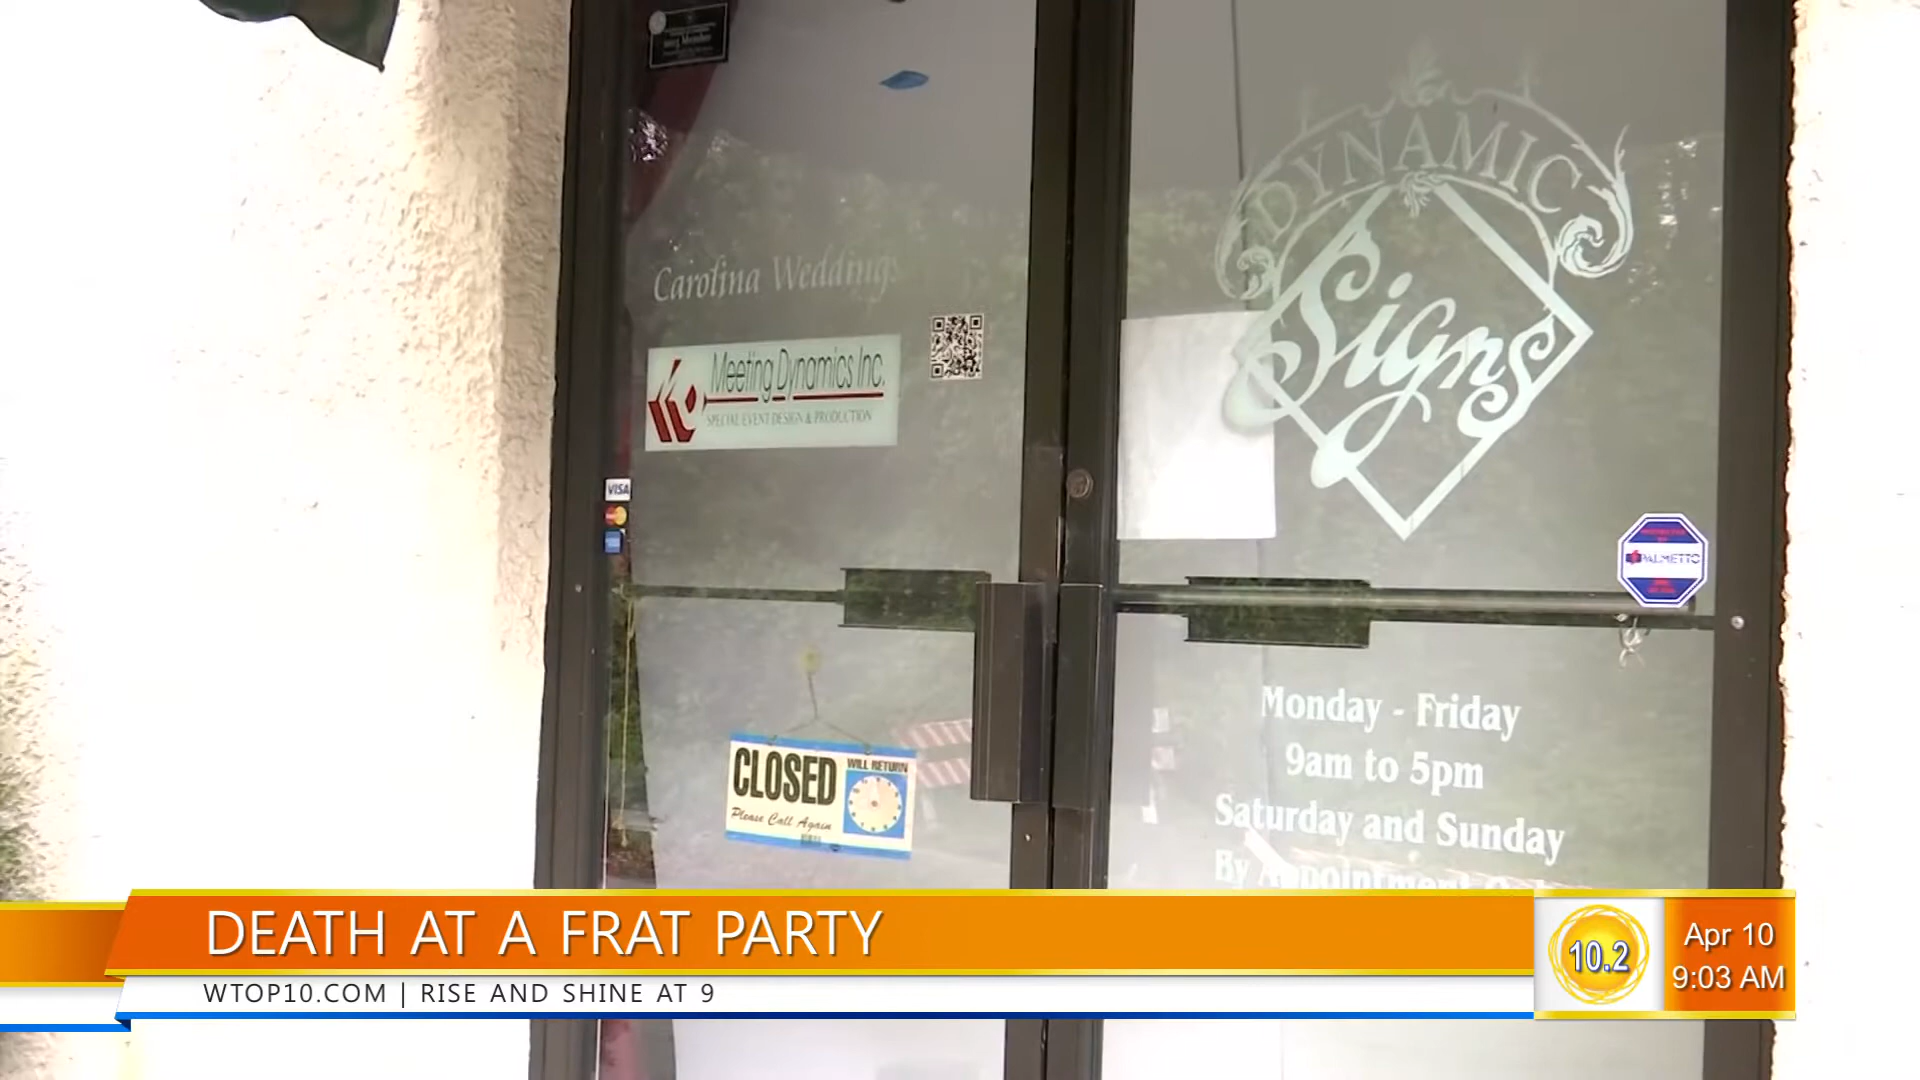 DYNAMIC
Signs
Carolina Weddings
Meeting Dynamics Inc.
SPECIAL EVENT DESIGN & PRODUCTION
VISA
PALMETTO
CLOSED
WILL RETURN
Please Call Again
Monday - Friday
9am to 5pm
Saturday and Sunday
By Appointment
DEATH AT A FRAT PARTY
WTOP10.COM | RISE AND SHINE AT 9
10.2
Apr 10
9:03 AM